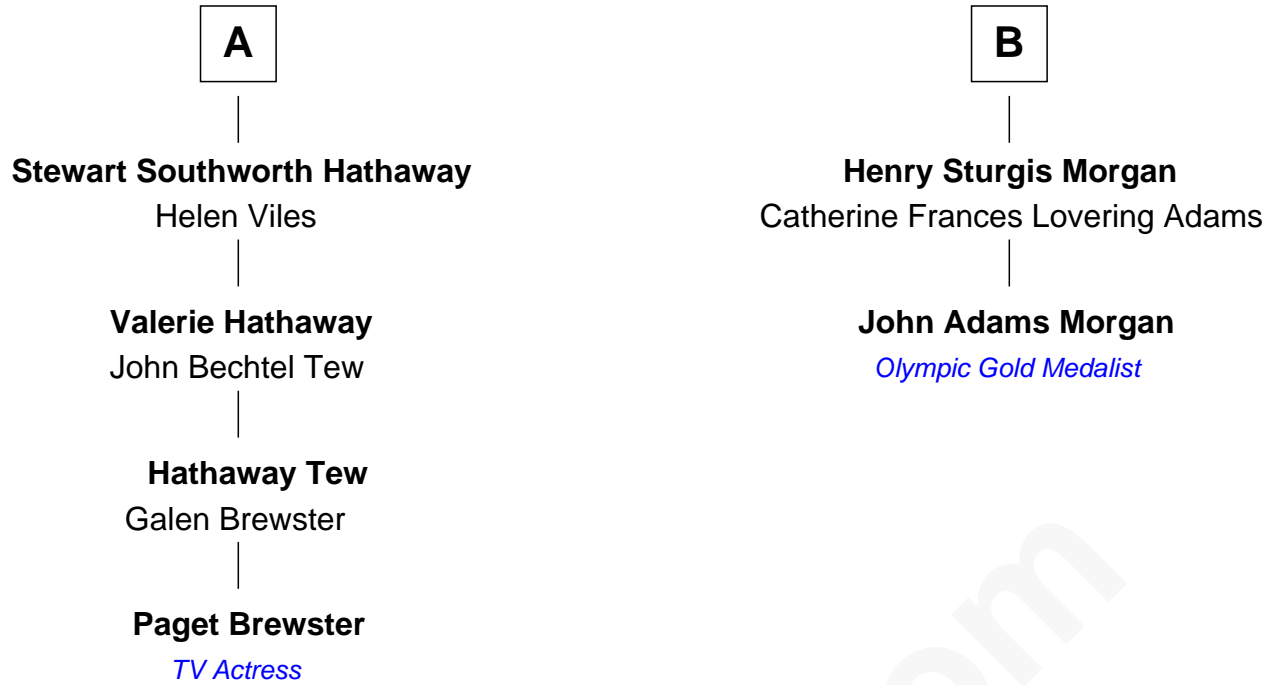 A
Stewart Southworth Hathaway
Helen Viles
Valerie Hathaway
John Bechtel Tew
Hathaway Tew
Galen Brewster
Paget Brewster
TV Actress
B
Henry Sturgis Morgan
Catherine Frances Lovering Adams
John Adams Morgan
Olympic Gold Medalist
om